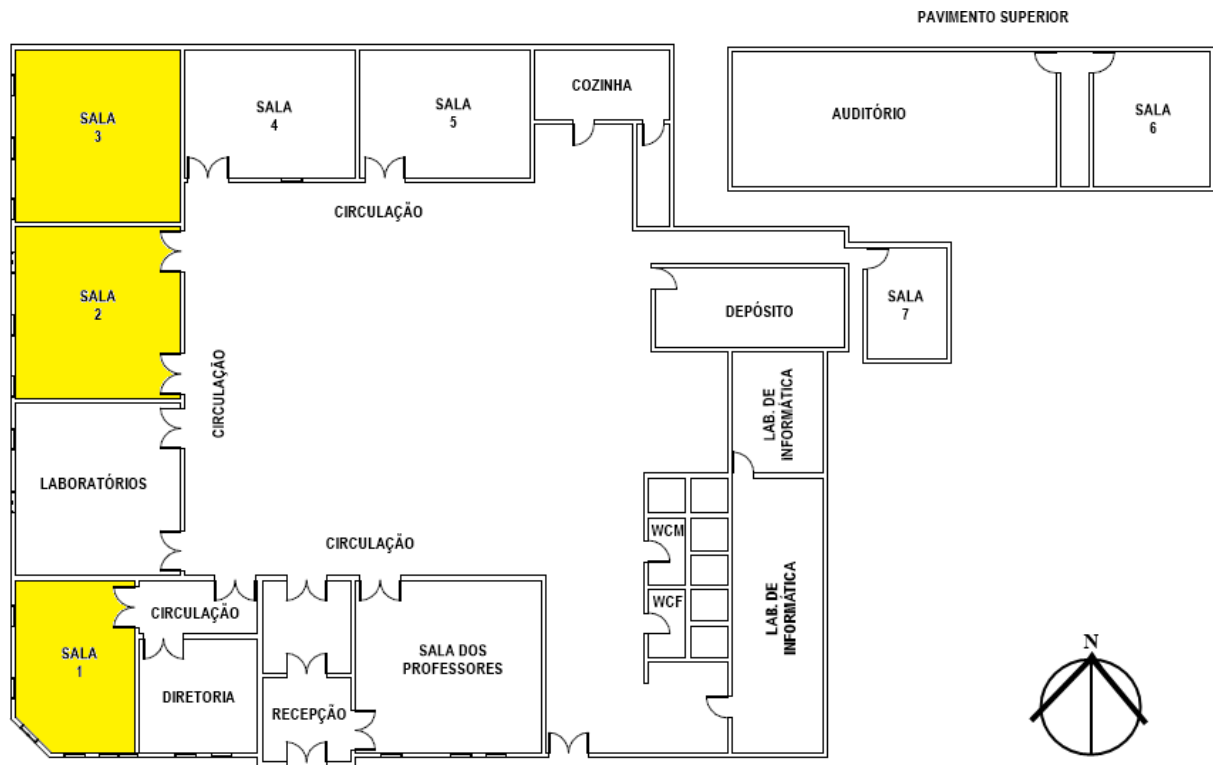 PAVIMENTO SUPERIOR
SALA
3
SALA
4
SALA
5
COZINHA
AUDITÓRIO
SALA
6
CIRCULAÇÃO
SALA
2
DEPÓSITO
SALA
7
CIRCULAÇÃO
LAB. DE
INFORMÁTICA
LABORATÓRIOS
CIRCULAÇÃO
WCM
WCF
LAB. DE
INFORMÁTICA
SALA
1
CIRCULAÇÃO
DIRETORIA
RECEPÇÃO
SALA DOS
PROFESSORES
N